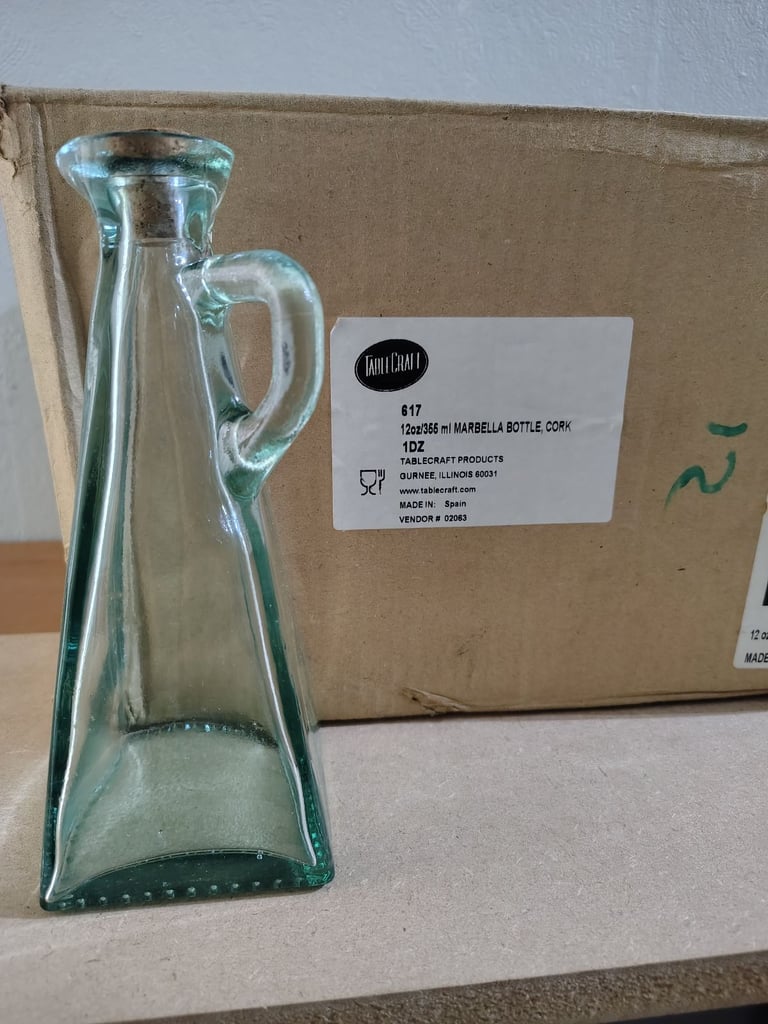 TABLECRAFT
617
12oz/355 ml MARBELLA BOTTLE, CORK
1DZ
TABLECRAFT PRODUCTS
GURNEE, ILLINOIS 60031
www.tablecraft.com
MADE IN: Spain
VENDOR # 02063
12 oz
MADE